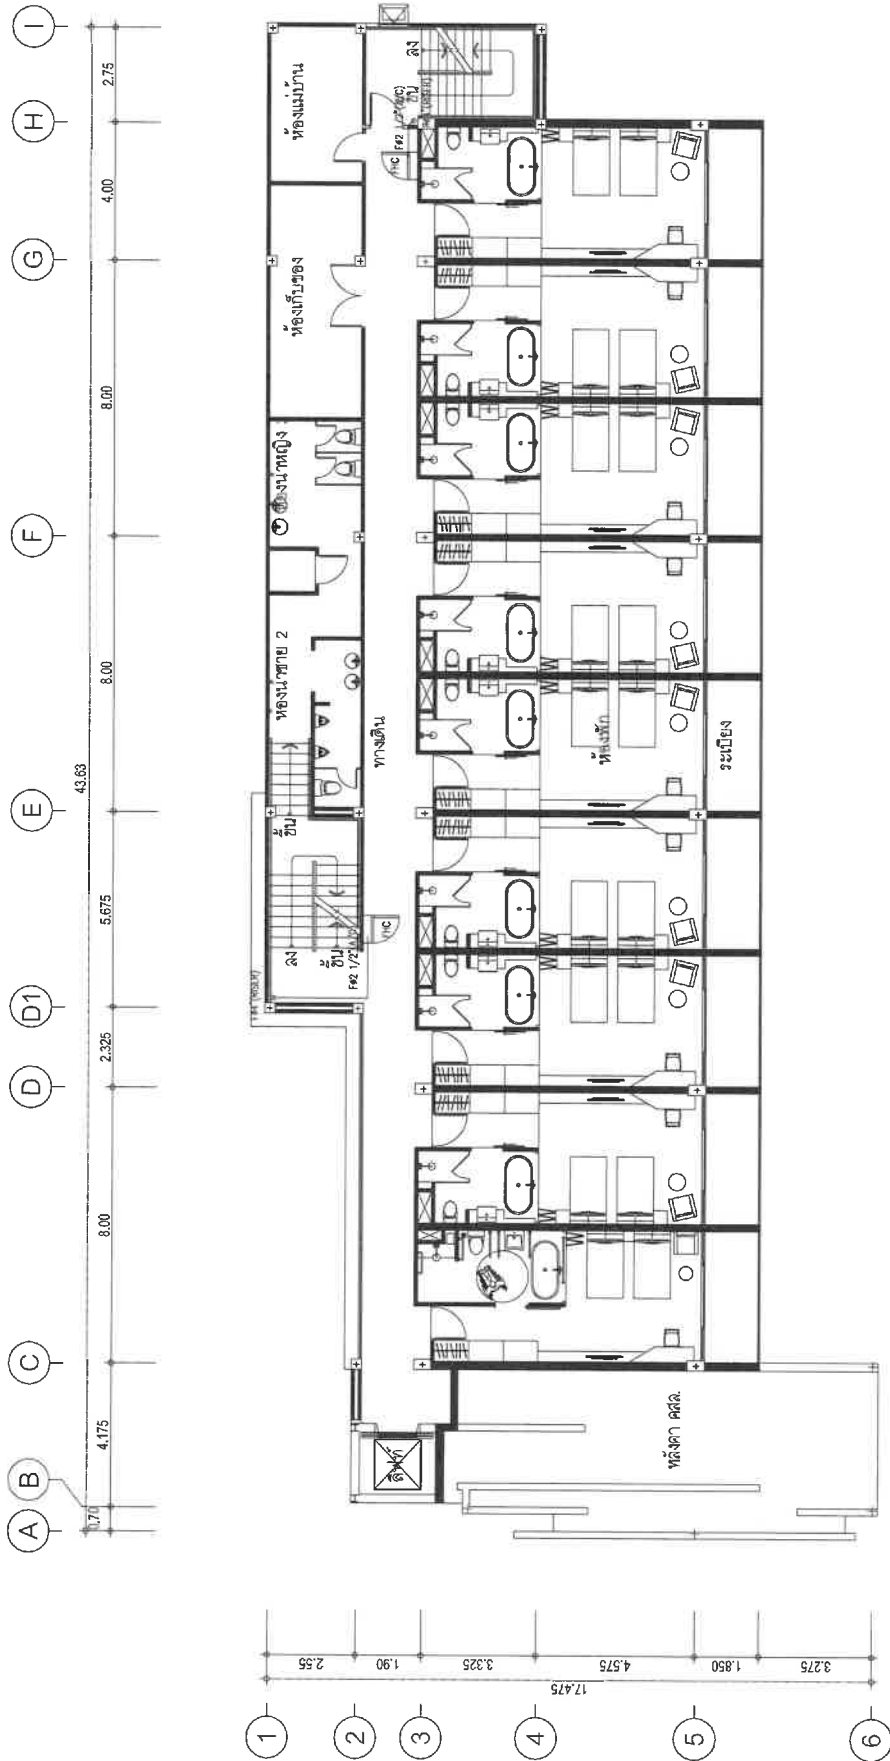 I
H
G
F
E
D1
D
C
B
A
2.75
4.00
8.00
8.00
5.675
2.325
8.00
4.175
0.70
43.63
ห้องแม่บ้าน
ห้องเก็บของ
ห้องน้ำหญิง
ห้องน้ำชาย 2
ทางเดิน
ห้องพัก
ระเบียง
ลง
ขึ้น
FHC
ขึ้น
ลง
ขึ้น
FHC
ลิฟท์
หลังคา คสล.
2.55
1.90
3.325
4.575
1.850
3.275
17.475
1
2
3
4
5
6